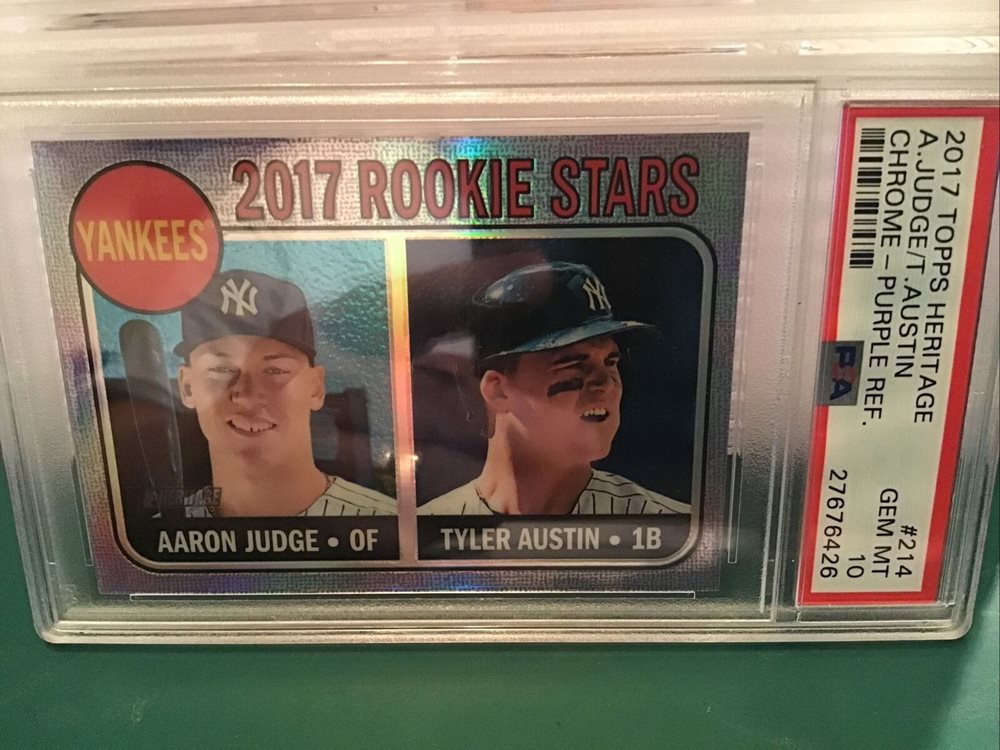 2017 ROOKIE STARS
YANKEES
NY
NY
HERITAGE
AARON JUDGE • OF
TYLER AUSTIN • 1B
2017 TOPPS HERITAGE #214
A.JUDGE/T.AUSTIN GEM MT
CHROME – PURPLE REF. 10
27676426
PSA